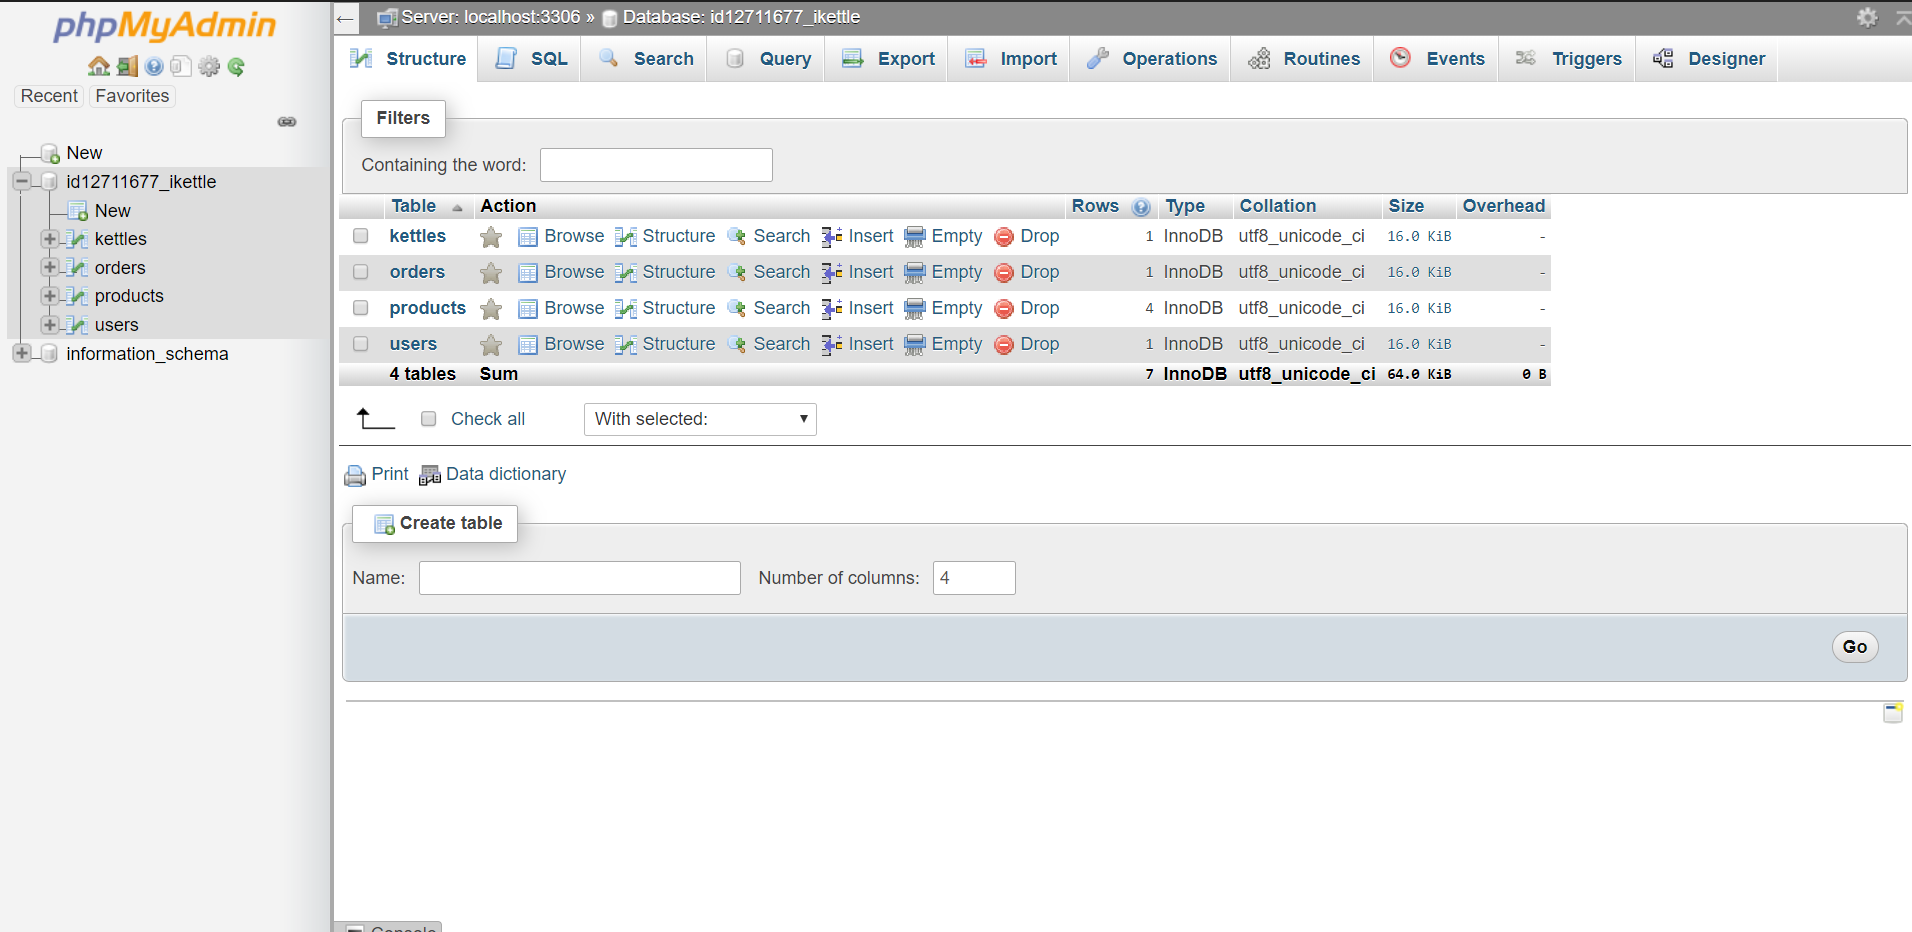 phpMyAdmin
Recent Favorites
New
id12711677_ikettle
New
kettles
orders
products
users
information_schema
← Server: localhost:3306 » Database: id12711677_ikettle
Structure SQL Search Query Export Import Operations Routines Events Triggers Designer
Filters
Containing the word:
Table Action Rows Type Collation Size Overhead
kettles Browse Structure Search Insert Empty Drop 1 InnoDB utf8_unicode_ci 16.0 KiB -
orders Browse Structure Search Insert Empty Drop 1 InnoDB utf8_unicode_ci 16.0 KiB -
products Browse Structure Search Insert Empty Drop 4 InnoDB utf8_unicode_ci 16.0 KiB -
users Browse Structure Search Insert Empty Drop 1 InnoDB utf8_unicode_ci 16.0 KiB -
4 tables Sum 7 InnoDB utf8_unicode_ci 64.0 KiB 0 B
Check all With selected:
Print Data dictionary
Create table
Name: Number of columns: 4
Go
Console